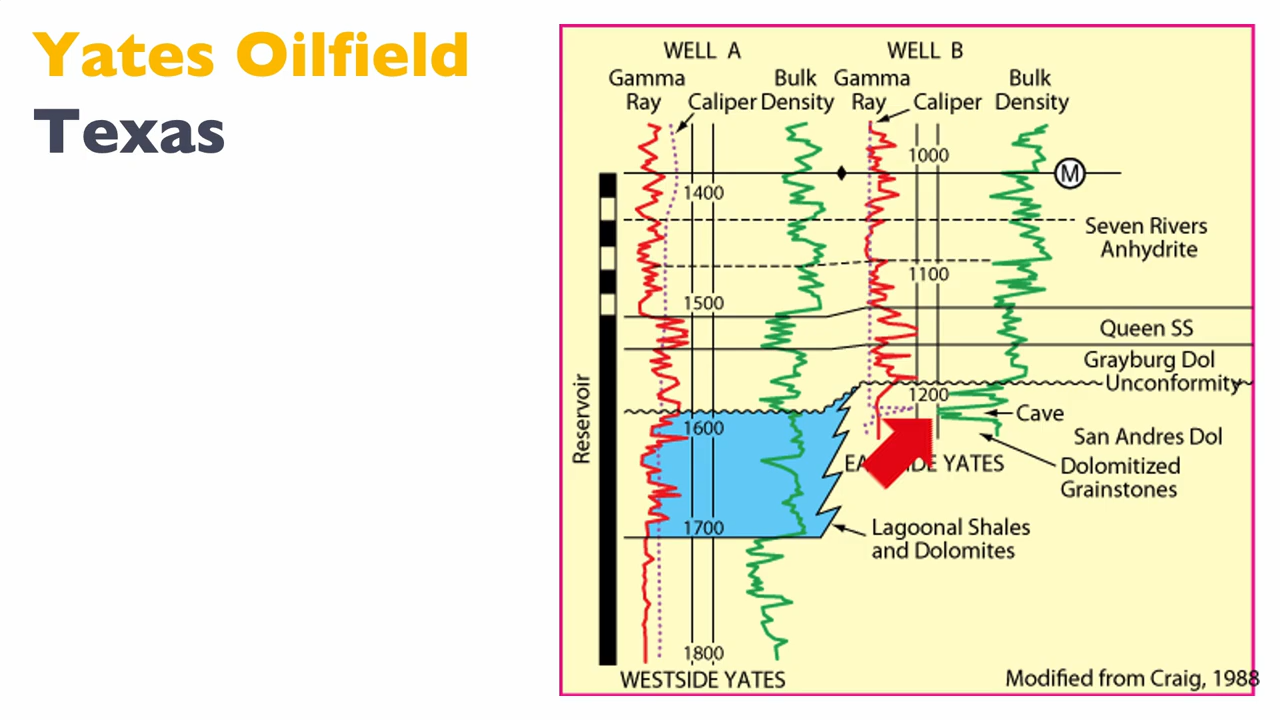 Yates Oilfield
Texas
WELL A
WELL B
Gamma
Ray
Caliper
Bulk
Density
Gamma
Ray
Caliper
Bulk
Density
1000
M
1400
Seven Rivers
Anhydrite
1100
1500
Queen SS
Grayburg Dol
Unconformity
1200
Cave
1600
San Andres Dol
YATES
Dolomitized
Grainstones
Reservoir
1700
Lagoonal Shales
and Dolomites
1800
WESTSIDE YATES
Modified from Craig, 1988